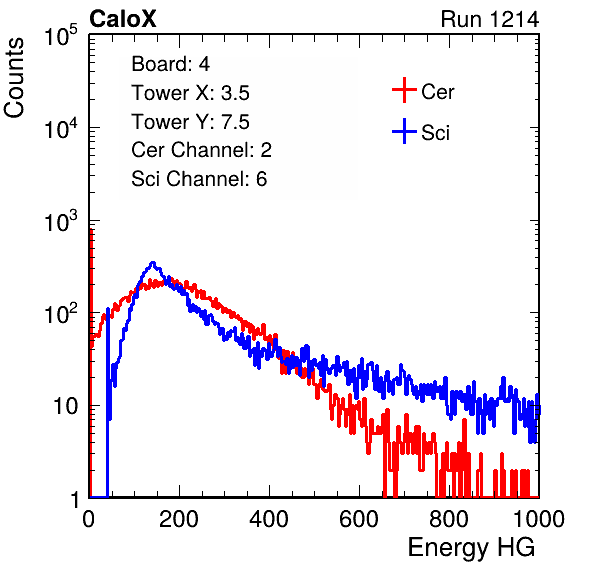 CaloX Run 1214
Counts
10^5
10^4
10^3
10^2
10
1
Board: 4
Tower X: 3.5
Tower Y: 7.5
Cer Channel: 2
Sci Channel: 6
Cer
Sci
0 200 400 600 800 1000
Energy HG